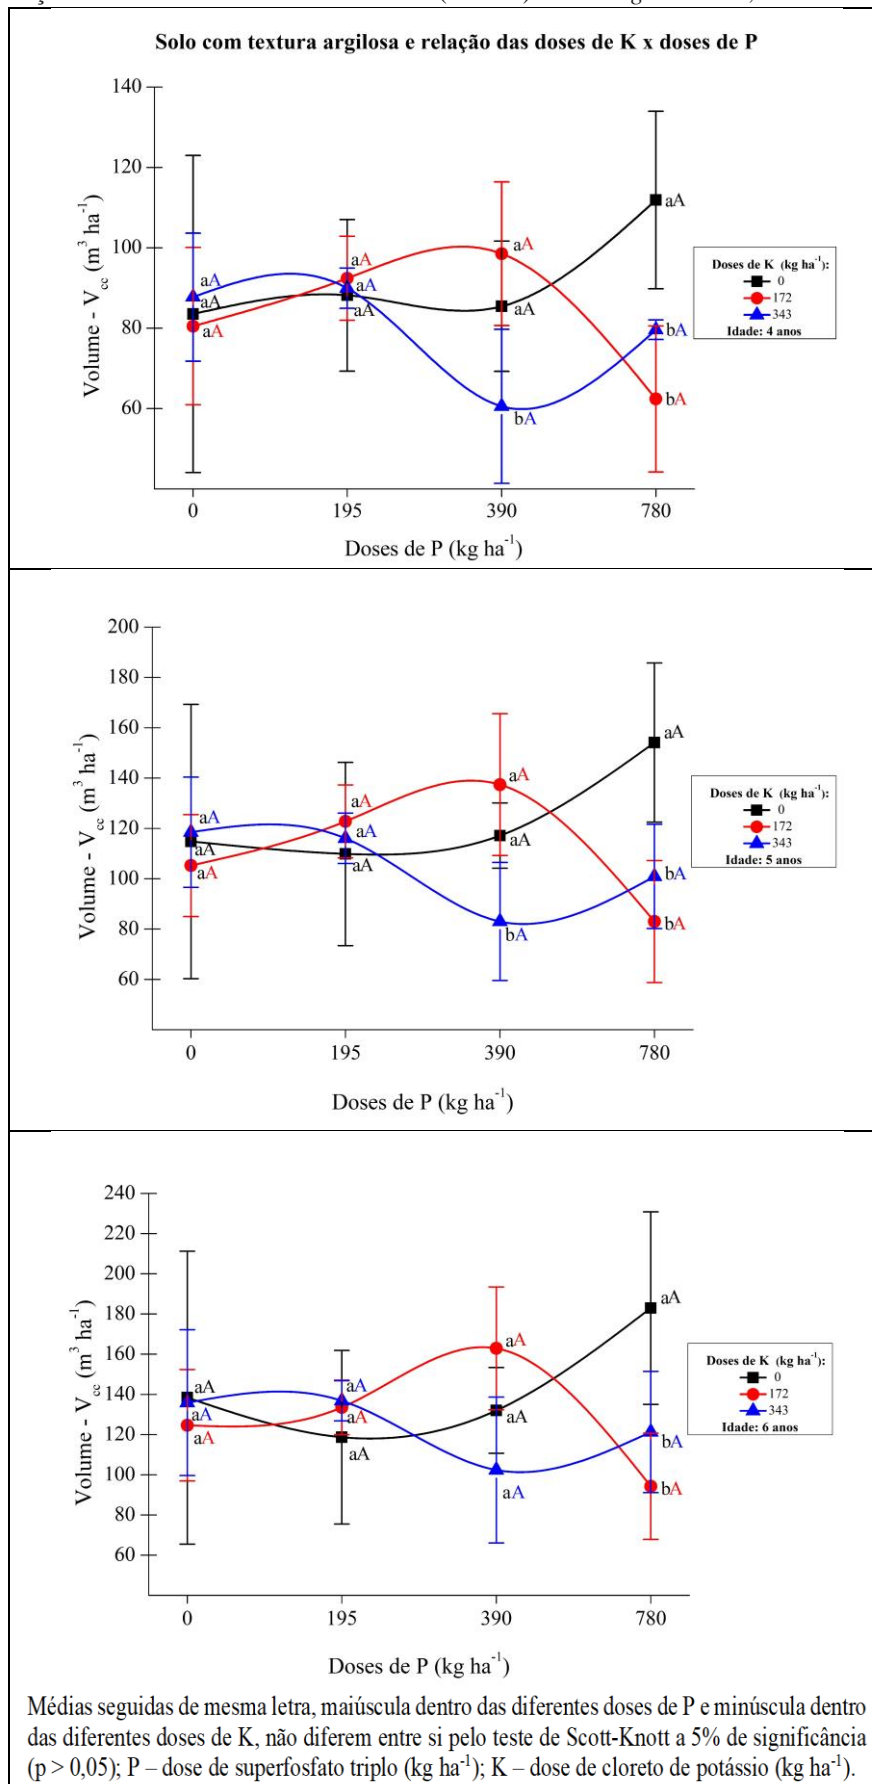 Solo com textura argilosa e relação das doses de K x doses de P
140
120
100
80
60
Volume - Vcc (m³ ha⁻¹)
aA
aA
aA
aA
aA
aA
aA
aA
bA
aA
bA
bA
0
195
390
780
Doses de P (kg ha⁻¹)
Doses de K (kg ha⁻¹):
0
172
343
Idade: 4 anos
200
180
160
140
120
100
80
60
Volume - Vcc (m³ ha⁻¹)
aA
aA
aA
aA
aA
aA
aA
aA
bA
aA
bA
bA
0
195
390
780
Doses de P (kg ha⁻¹)
Doses de K (kg ha⁻¹):
0
172
343
Idade: 5 anos
240
220
200
180
160
140
120
100
80
60
Volume - Vcc (m³ ha⁻¹)
aA
aA
aA
aA
aA
aA
aA
aA
aA
aA
bA
bA
0
195
390
780
Doses de P (kg ha⁻¹)
Doses de K (kg ha⁻¹):
0
172
343
Idade: 6 anos
Médias seguidas de mesma letra, maiúscula dentro das diferentes doses de P e minúscula dentro
das diferentes doses de K, não diferem entre si pelo teste de Scott-Knott a 5% de significância
(p > 0,05); P – dose de superfosfato triplo (kg ha⁻¹); K – dose de cloreto de potássio (kg ha⁻¹).